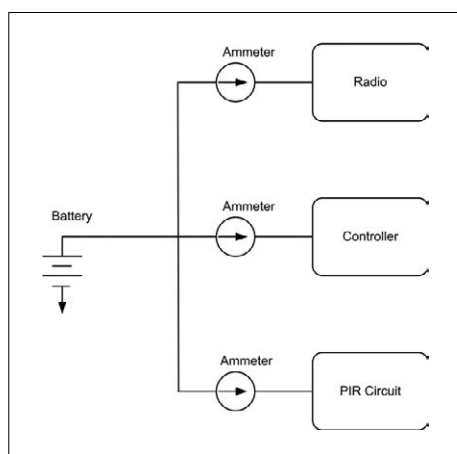 Ammeter
Radio
Battery
Ammeter
Controller
Ammeter
PIR Circuit